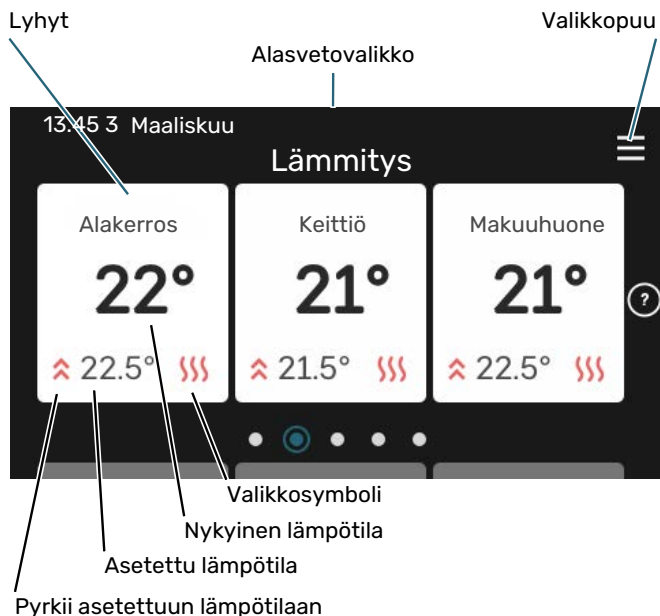 Lyhyt
Valikkopuu
Alasvetovalikko
13.45 3 Maaliskuu
Lämmitys
Alakerros
Keittiö
Makuuhuone
22°
21°
21°
?
22.5°
21.5°
22.5°
Valikkosymboli
Nykyinen lämpötila
Asetettu lämpötila
Pyrkii asetettuun lämpötilaan